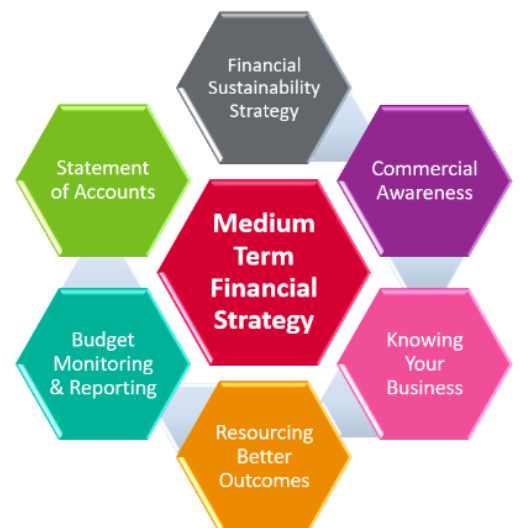 Financial
Sustainability
Strategy
Commercial
Awareness
Knowing
Your
Business
Resourcing
Better
Outcomes
Budget
Monitoring
& Reporting
Statement
of Accounts
Medium
Term
Financial
Strategy